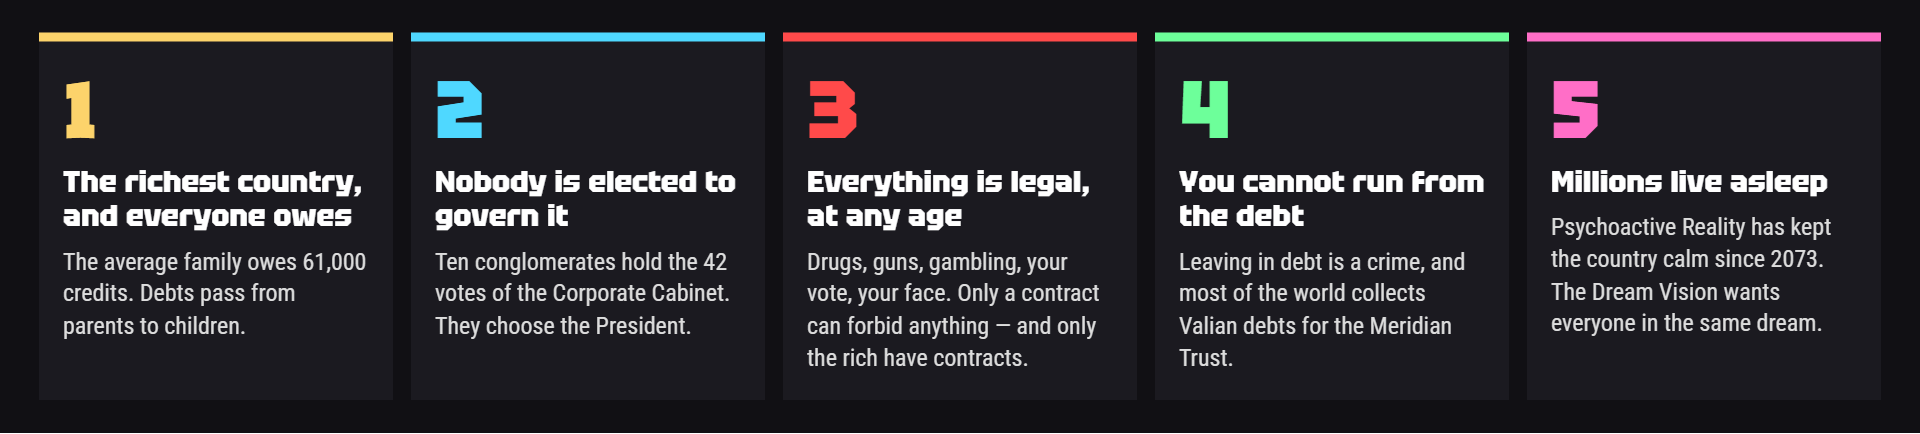 1
The richest country,
and everyone owes
The average family owes 61,000
credits. Debts pass from
parents to children.
2
Nobody is elected to
govern it
Ten conglomerates hold the 42
votes of the Corporate Cabinet.
They choose the President.
3
Everything is legal,
at any age
Drugs, guns, gambling, your
vote, your face. Only a contract
can forbid anything — and only
the rich have contracts.
4
You cannot run from
the debt
Leaving in debt is a crime, and
most of the world collects
Valian debts for the Meridian
Trust.
5
Millions live asleep
Psychoactive Reality has kept
the country calm since 2073.
The Dream Vision wants
everyone in the same dream.